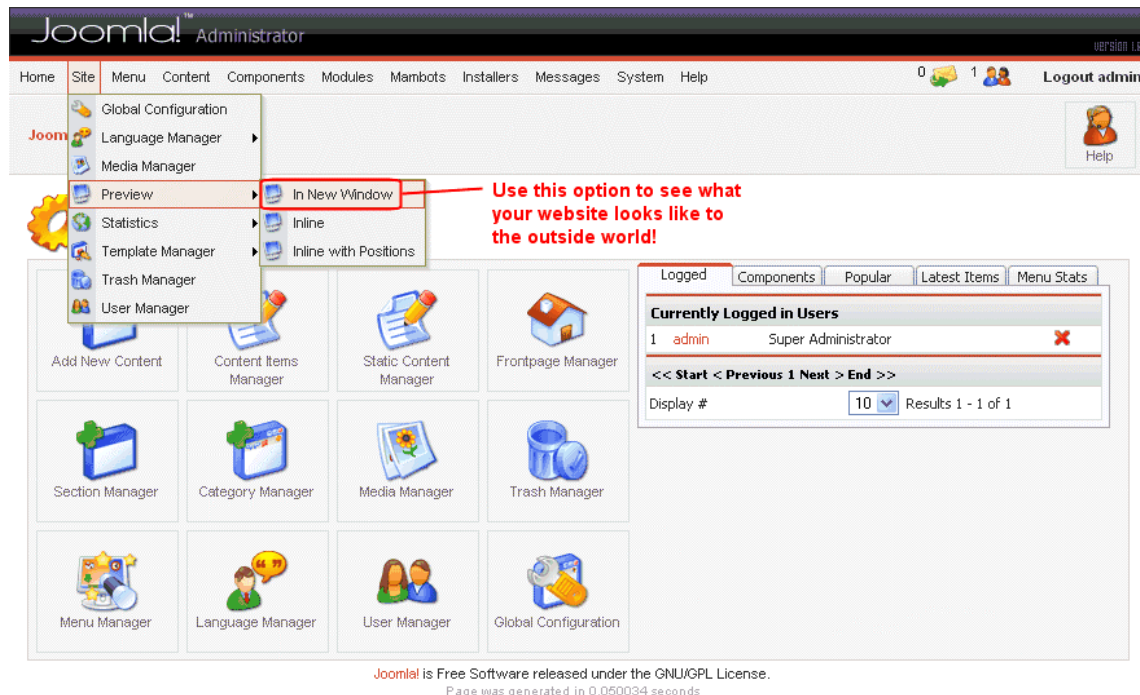 Joomla!™ Administrator
version 1.
Home Site Menu Content Components Modules Mambots Installers Messages System Help 0 1 Logout admin
Global Configuration
Joom
Language Manager
Help
Media Manager
Preview
In New Window
Use this option to see what
your website looks like to
the outside world!
Statistics
Inline
Template Manager
Inline with Positions
Trash Manager
User Manager
Logged Components Popular Latest Items Menu Stats
Currently Logged in Users
1 admin Super Administrator
<< Start < Previous 1 Next > End >>
Display # 10 Results 1 - 1 of 1
Add New Content
Content Items
Manager
Static Content
Manager
Frontpage Manager
Section Manager
Category Manager
Media Manager
Trash Manager
Menu Manager
Language Manager
User Manager
Global Configuration
Joomla! is Free Software released under the GNU/GPL License.
Page was generated in 0.050034 seconds